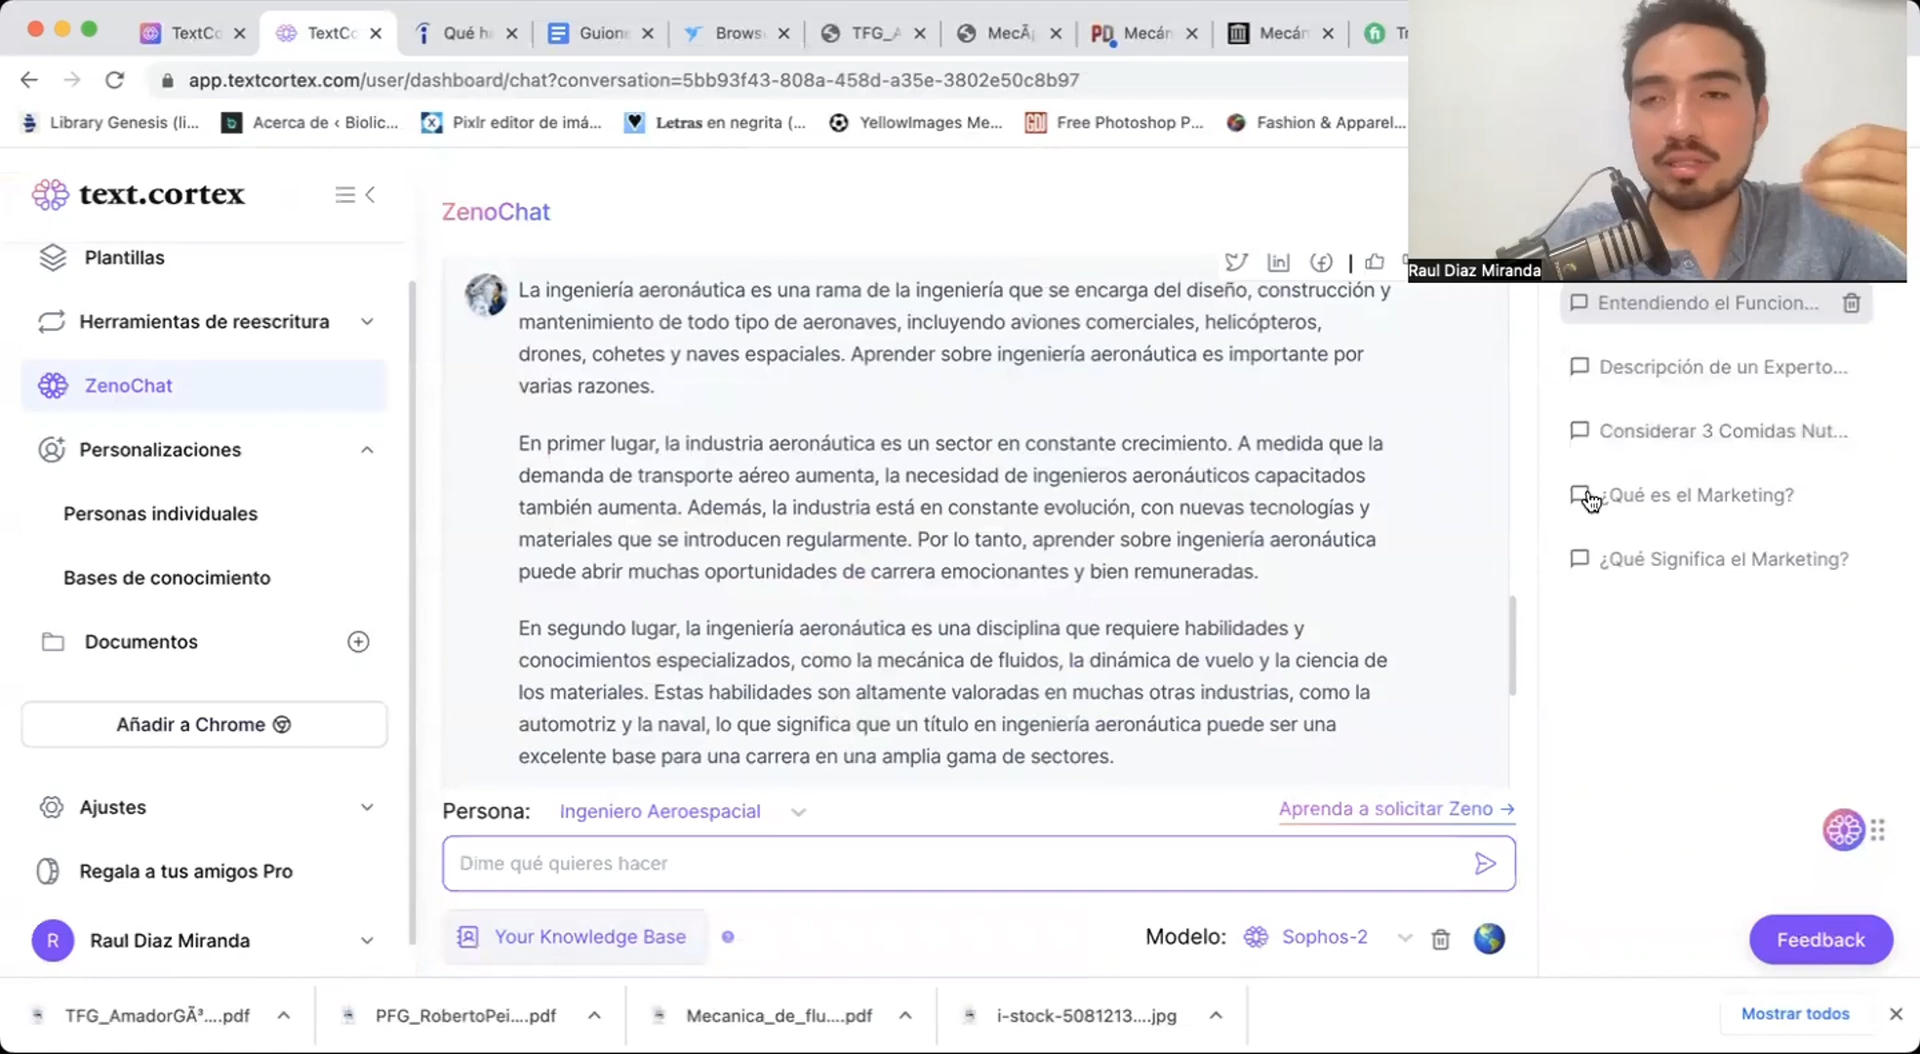 TextCo
TextCo
Qué h
Guion
Brows
TFG_A
MecÃ
Mecán
Mecán
Tr
app.textcortex.com/user/dashboard/chat?conversation=5bb93f43-808a-458d-a35e-3802e50c8b97
Library Genesis (li...
Acerca de ‹ Biolic...
Pixlr editor de imá...
Letras en negrita (...
YellowImages Me...
Free Photoshop P...
Fashion & Apparel...
Raul Diaz Miranda
text.cortex
Plantillas
Herramientas de reescritura
ZenoChat
Personalizaciones
Personas individuales
Bases de conocimiento
Documentos
Añadir a Chrome
Ajustes
Regala a tus amigos Pro
R
Raul Diaz Miranda
ZenoChat
La ingeniería aeronáutica es una rama de la ingeniería que se encarga del diseño, construcción y
mantenimiento de todo tipo de aeronaves, incluyendo aviones comerciales, helicópteros,
drones, cohetes y naves espaciales. Aprender sobre ingeniería aeronáutica es importante por
varias razones.
En primer lugar, la industria aeronáutica es un sector en constante crecimiento. A medida que la
demanda de transporte aéreo aumenta, la necesidad de ingenieros aeronáuticos capacitados
también aumenta. Además, la industria está en constante evolución, con nuevas tecnologías y
materiales que se introducen regularmente. Por lo tanto, aprender sobre ingeniería aeronáutica
puede abrir muchas oportunidades de carrera emocionantes y bien remuneradas.
En segundo lugar, la ingeniería aeronáutica es una disciplina que requiere habilidades y
conocimientos especializados, como la mecánica de fluidos, la dinámica de vuelo y la ciencia de
los materiales. Estas habilidades son altamente valoradas en muchas otras industrias, como la
automotriz y la naval, lo que significa que un título en ingeniería aeronáutica puede ser una
excelente base para una carrera en una amplia gama de sectores.
Persona: Ingeniero Aeroespacial
Aprenda a solicitar Zeno →
Dime qué quieres hacer
Your Knowledge Base
Modelo: Sophos-2
Entendiendo el Funcion...
Descripción de un Experto...
Considerar 3 Comidas Nut...
¿Qué es el Marketing?
¿Qué Significa el Marketing?
Feedback
TFG_AmadorGÃ³....pdf
PFG_RobertoPei....pdf
Mecanica_de_flu....pdf
i-stock-5081213....jpg
Mostrar todos